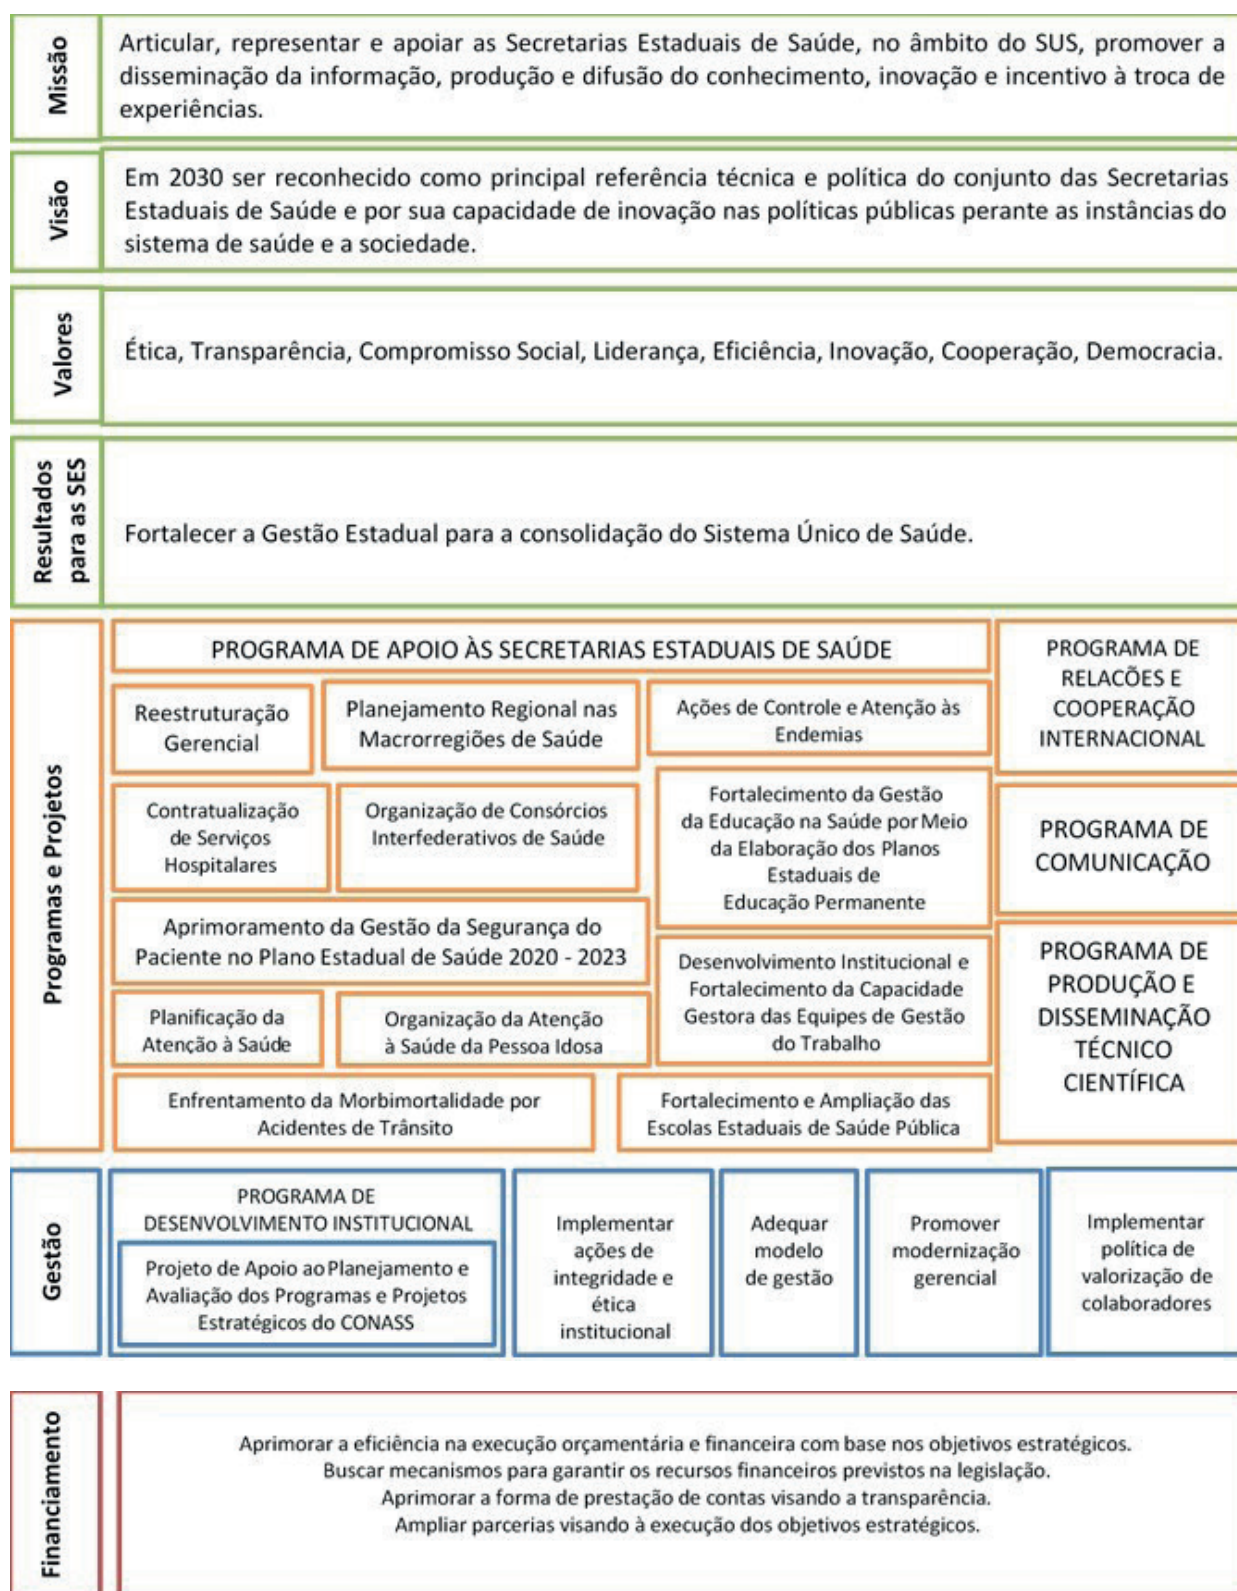 Missão
Articular, representar e apoiar as Secretarias Estaduais de Saúde, no âmbito do SUS, promover a
disseminação da informação, produção e difusão do conhecimento, inovação e incentivo à troca de
experiências.
Visão
Em 2030 ser reconhecido como principal referência técnica e política do conjunto das Secretarias
Estaduais de Saúde e por sua capacidade de inovação nas políticas públicas perante as instâncias do
sistema de saúde e a sociedade.
Valores
Ética, Transparência, Compromisso Social, Liderança, Eficiência, Inovação, Cooperação, Democracia.
Resultados
para as SES
Fortalecer a Gestão Estadual para a consolidação do Sistema Único de Saúde.
Programas e Projetos
PROGRAMA DE APOIO ÀS SECRETARIAS ESTADUAIS DE SAÚDE
Reestruturação
Gerencial
Planejamento Regional nas
Macrorregiões de Saúde
Ações de Controle e Atenção às
Endemias
Contratualização
de Serviços
Hospitalares
Organização de Consórcios
Interfederativos de Saúde
Fortalecimento da Gestão
da Educação na Saúde por Meio
da Elaboração dos Planos
Estaduais de
Educação Permanente
Aprimoramento da Gestão da Segurança do
Paciente no Plano Estadual de Saúde 2020 - 2023
Desenvolvimento Institucional e
Fortalecimento da Capacidade
Gestora das Equipes de Gestão
do Trabalho
Planificação da
Atenção à Saúde
Organização da Atenção
à Saúde da Pessoa Idosa
Enfrentamento da Morbimortalidade por
Acidentes de Trânsito
Fortalecimento e Ampliação das
Escolas Estaduais de Saúde Pública
PROGRAMA DE
RELACÕES E
COOPERAÇÃO
INTERNACIONAL
PROGRAMA DE
COMUNICAÇÃO
PROGRAMA DE
PRODUÇÃO E
DISSEMINAÇÃO
TÉCNICO
CIENTÍFICA
Gestão
PROGRAMA DE
DESENVOLVIMENTO INSTITUCIONAL
Projeto de Apoio ao Planejamento e
Avaliação dos Programas e Projetos
Estratégicos do CONASS
Implementar
ações de
integridade e
ética
institucional
Adequar
modelo
de gestão
Promover
modernização
gerencial
Implementar
política de
valorização de
colaboradores
Financiamento
Aprimorar a eficiência na execução orçamentária e financeira com base nos objetivos estratégicos.
Buscar mecanismos para garantir os recursos financeiros previstos na legislação.
Aprimorar a forma de prestação de contas visando a transparência.
Ampliar parcerias visando à execução dos objetivos estratégicos.